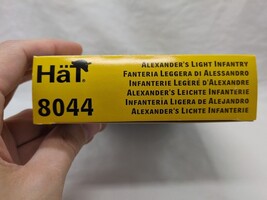 HäT
8044
Alexander's Light Infantry
Fanteria Leggera di Alessandro
Infanterie Légère d'Alexandre
Alexander's Leichte Infanterie
Infantería Ligera de Alejandro
Alexander's Lichte Infanterie